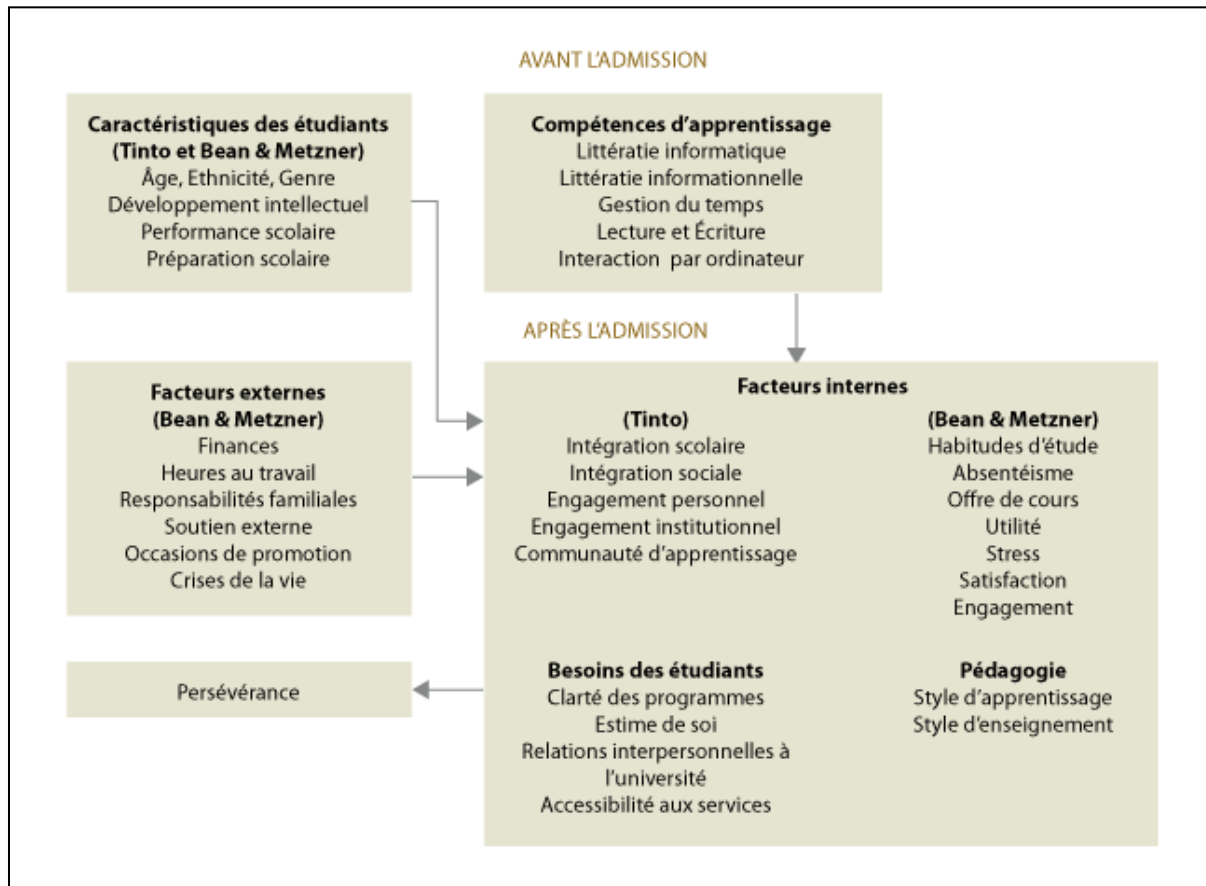 AVANT L'ADMISSION
Caractéristiques des étudiants
(Tinto et Bean & Metzner)
Âge, Ethnicité, Genre
Développement intellectuel
Performance scolaire
Préparation scolaire
Compétences d'apprentissage
Littératie informatique
Littératie informationnelle
Gestion du temps
Lecture et Écriture
Interaction par ordinateur
APRÈS L'ADMISSION
Facteurs externes
(Bean & Metzner)
Finances
Heures au travail
Responsabilités familiales
Soutien externe
Occasions de promotion
Crises de la vie
Facteurs internes
(Tinto)
Intégration scolaire
Intégration sociale
Engagement personnel
Engagement institutionnel
Communauté d'apprentissage
(Bean & Metzner)
Habitudes d'étude
Absentéisme
Offre de cours
Utilité
Stress
Satisfaction
Engagement
Besoins des étudiants
Clarté des programmes
Estime de soi
Relations interpersonnelles à
l'université
Accessibilité aux services
Pédagogie
Style d'apprentissage
Style d'enseignement
Persévérance